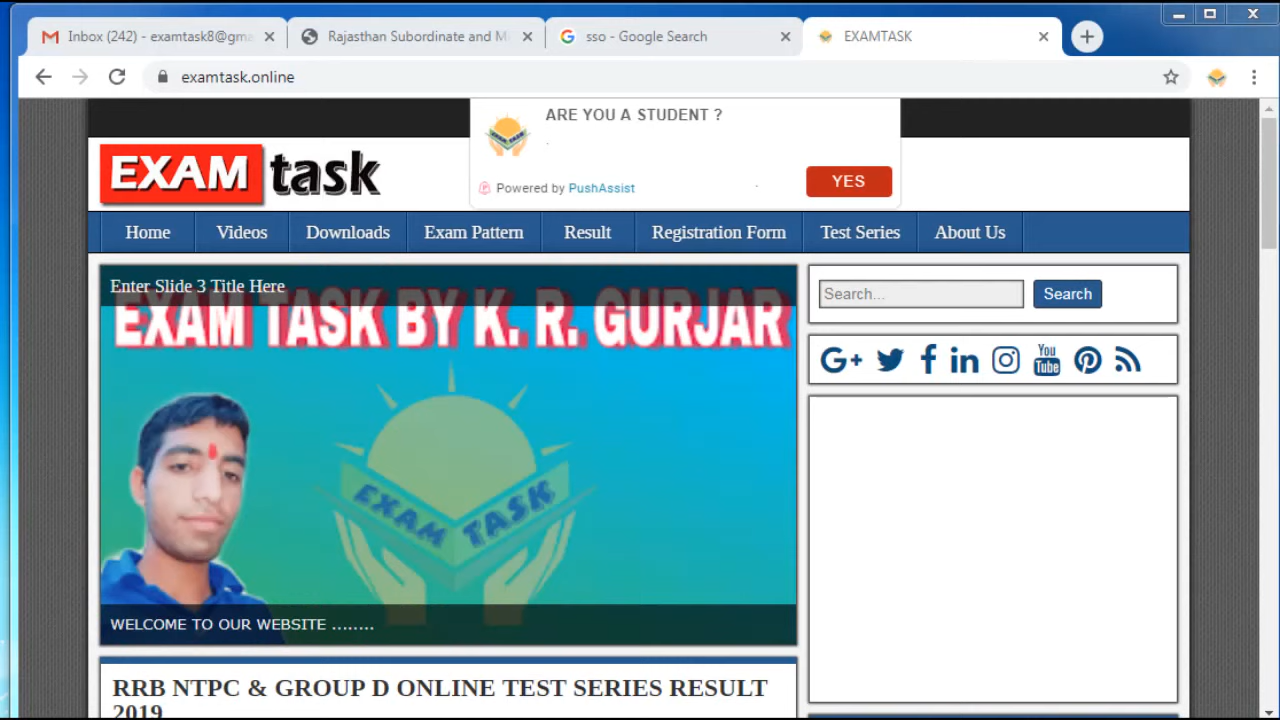 Inbox (242) - examtask8@gma
Rajasthan Subordinate and M
sso - Google Search
EXAMTASK
examtask.online
ARE YOU A STUDENT ?
.
Powered by PushAssist
YES
EXAM task
Home
Videos
Downloads
Exam Pattern
Result
Registration Form
Test Series
About Us
Enter Slide 3 Title Here
EXAM TASK BY K. R. GURJAR
EXAM TASK
WELCOME TO OUR WEBSITE ........
Search...
Search
G+
You
Tube
RRB NTPC & GROUP D ONLINE TEST SERIES RESULT
2019